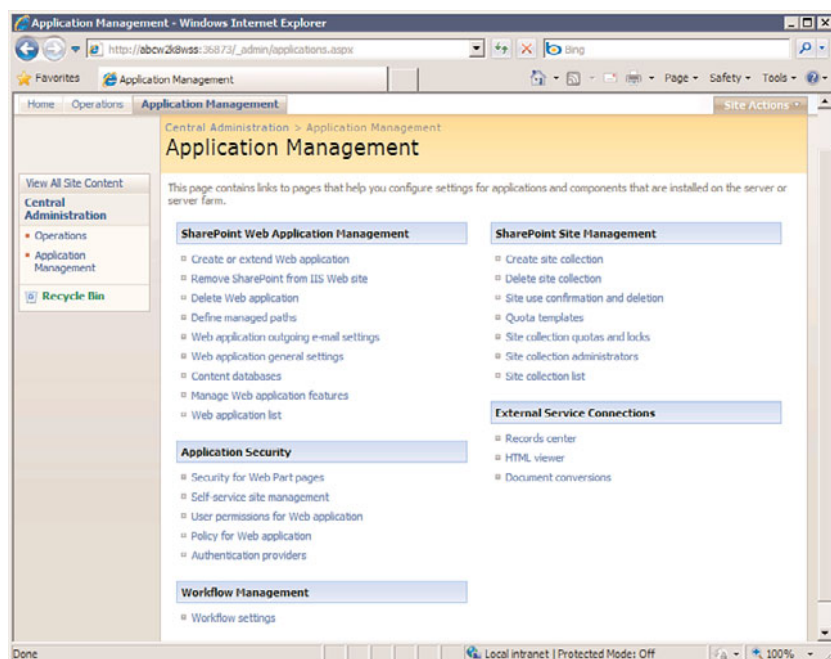 Application Management - Windows Internet Explorer
http://abcw2k8wss:36873/_admin/applications.aspx
Bing
Favorites
Application Management
Page
Safety
Tools
Home
Operations
Application Management
Site Actions
Central Administration > Application Management
Application Management
View All Site Content
Central
Administration
Operations
Application
Management
Recycle Bin
This page contains links to pages that help you configure settings for applications and components that are installed on the server or
server farm.
SharePoint Web Application Management
Create or extend Web application
Remove SharePoint from IIS Web site
Delete Web application
Define managed paths
Web application outgoing e-mail settings
Web application general settings
Content databases
Manage Web application features
Web application list
Application Security
Security for Web Part pages
Self-service site management
User permissions for Web application
Policy for Web application
Authentication providers
Workflow Management
Workflow settings
SharePoint Site Management
Create site collection
Delete site collection
Site use confirmation and deletion
Quota templates
Site collection quotas and locks
Site collection administrators
Site collection list
External Service Connections
Records center
HTML viewer
Document conversions
Done
Local intranet | Protected Mode: Off
100%